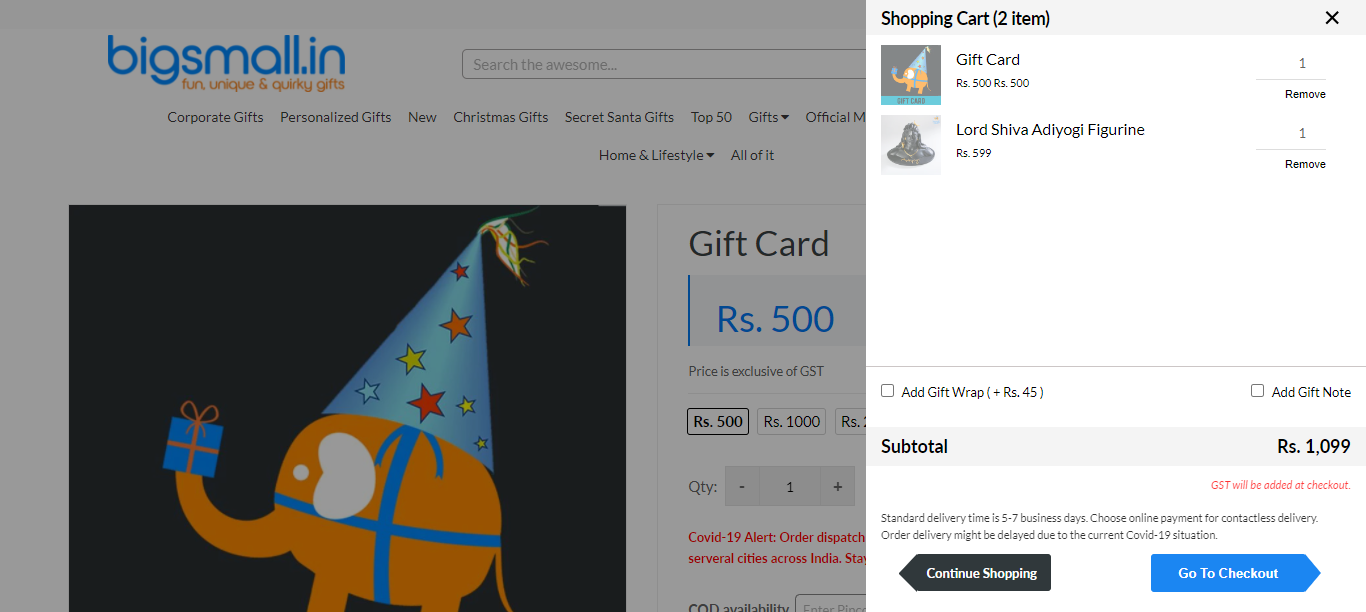 bigsmall.in
fun, unique & quirky gifts
Search the awesome...
Corporate Gifts Personalized Gifts New Christmas Gifts Secret Santa Gifts Top 50 Gifts Official M
Home & Lifestyle All of it
Gift Card
Rs. 500
Price is exclusive of GST
Rs. 500 Rs. 1000 Rs.
Qty: - 1 +
Covid-19 Alert: Order dispatch
serveral cities across India. Stay
COD availability Enter Pinco
Shopping Cart (2 item) ×
GIFT CARD
Gift Card 1
Rs. 500 Rs. 500
Remove
Lord Shiva Adiyogi Figurine 1
Rs. 599
Remove
Add Gift Wrap ( + Rs. 45 ) Add Gift Note
Subtotal Rs. 1,099
GST will be added at checkout.
Standard delivery time is 5-7 business days. Choose online payment for contactless delivery.
Order delivery might be delayed due to the current Covid-19 situation.
Continue Shopping Go To Checkout